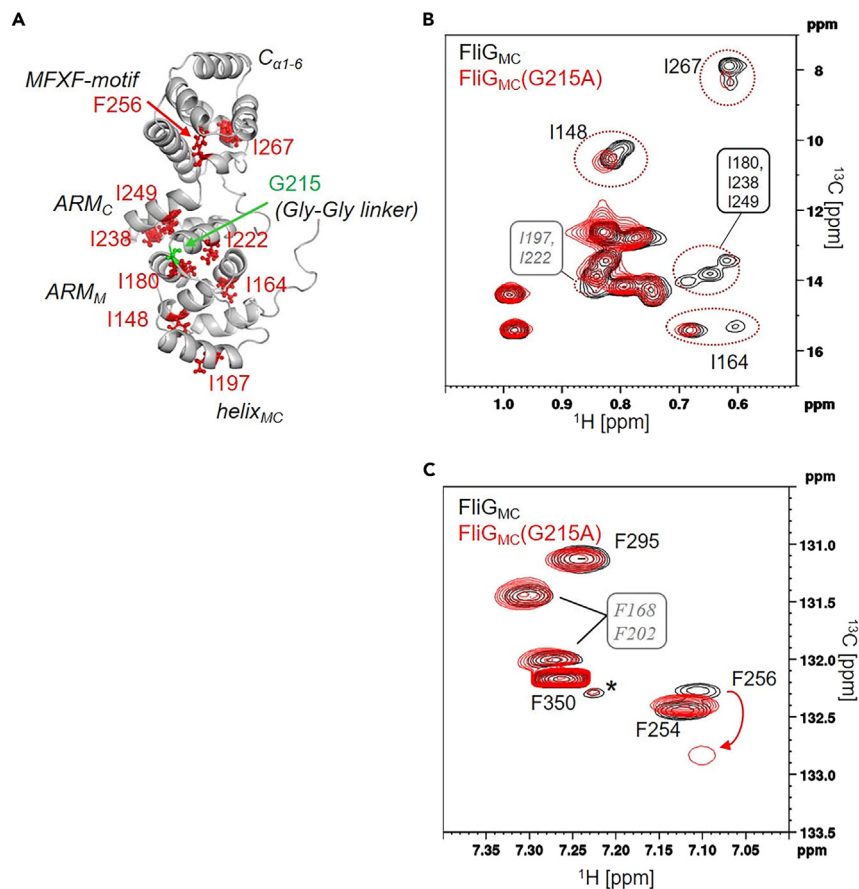 A
MFXF-motif
Cα1-6
F256
I267
G215
(Gly-Gly linker)
I249
ARMC
I238
I222
I180
I164
ARMM
I148
I197
helixMC
B
ppm
FliGMC
FliGMC(G215A)
I267
I148
I180,
I238
I249
I197,
I222
I164
8
10
12
14
16
13C [ppm]
1.0
0.9
0.8
0.7
0.6
ppm
1H [ppm]
C
ppm
FliGMC
FliGMC(G215A)
F295
F168
F202
F350
*
F256
F254
131.0
131.5
132.0
132.5
133.0
133.5
13C [ppm]
7.35
7.30
7.25
7.20
7.15
7.10
7.05
ppm
1H [ppm]